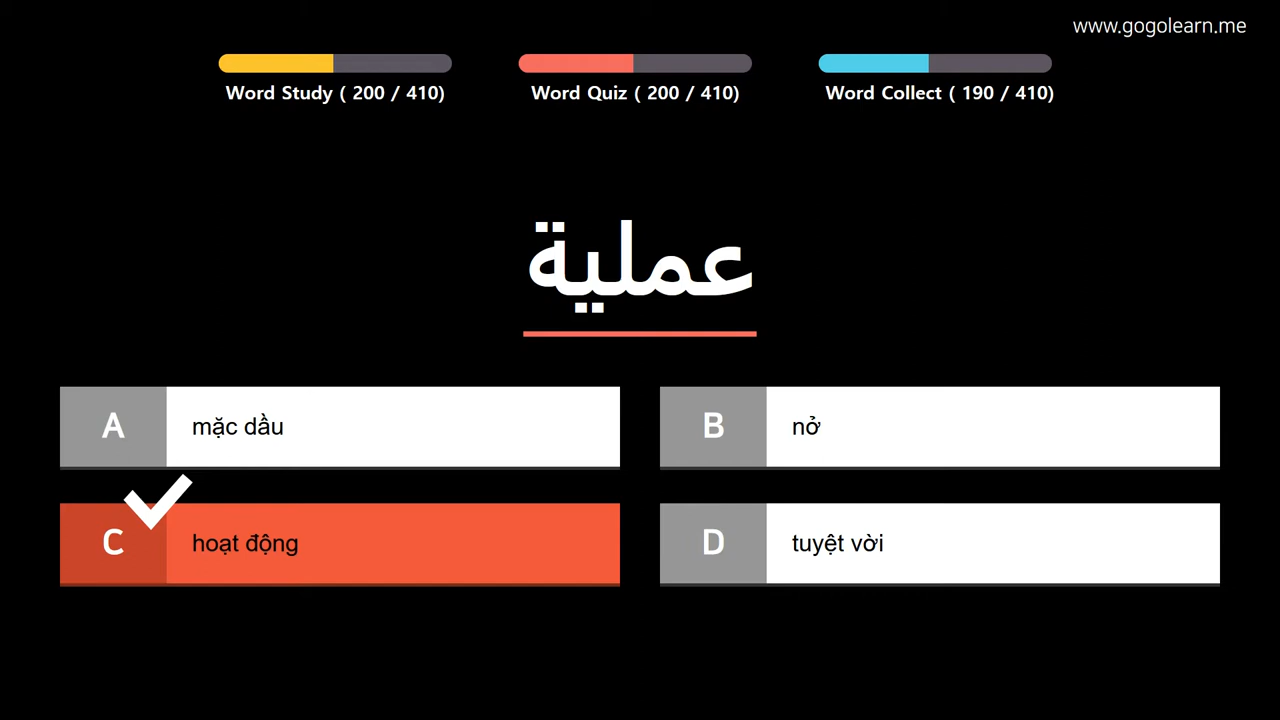 www.gogolearn.me
Word Study ( 200 / 410)
Word Quiz ( 200 / 410)
Word Collect ( 190 / 410)
عملية
A
mặc dầu
B
nở
C
hoạt động
D
tuyệt vời